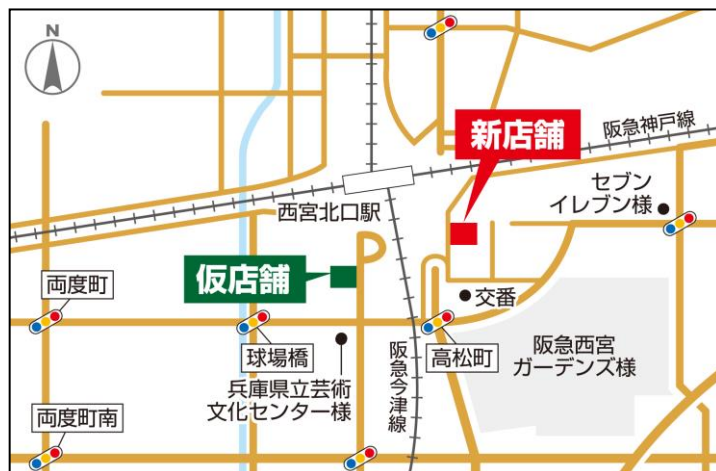 N
新店舗
阪急神戸線
セブン
イレブン様
西宮北口駅
仮店舗
両度町
交番
球場橋
高松町
阪急西宮
ガーデンズ様
兵庫県立芸術
文化センター様
阪急今津線
両度町南